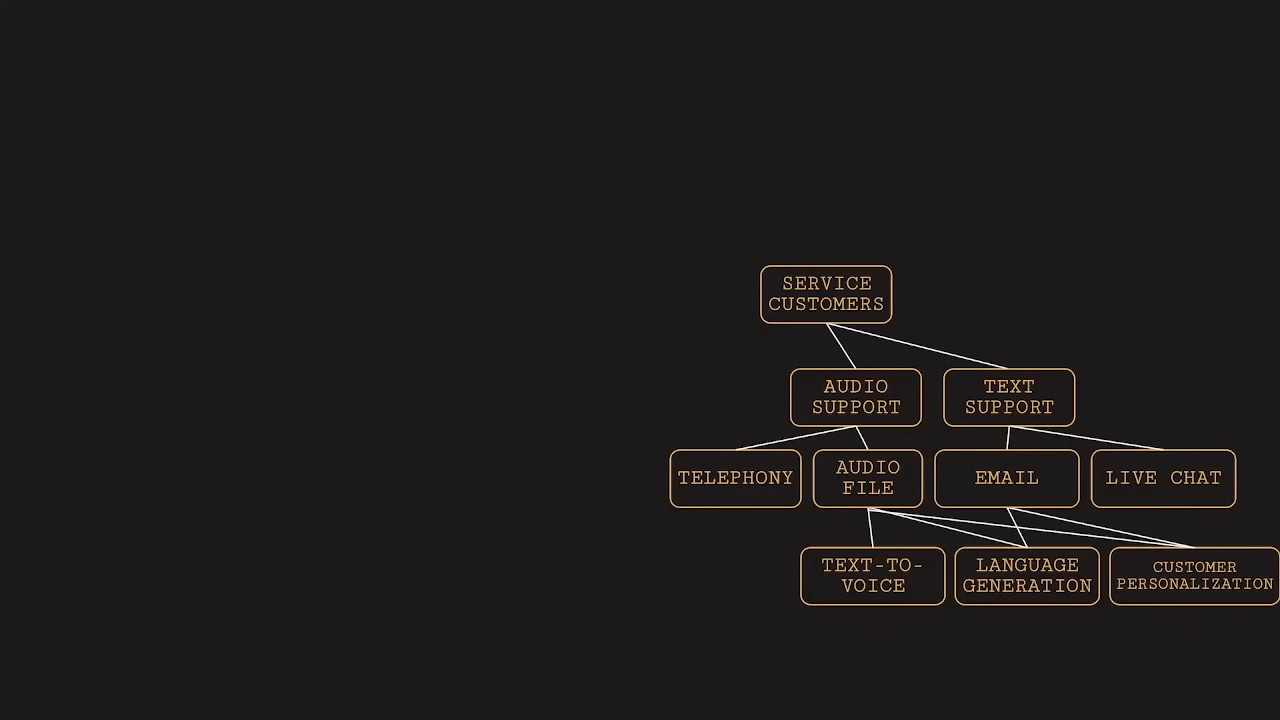 SERVICE
CUSTOMERS
AUDIO
SUPPORT
TEXT
SUPPORT
TELEPHONY
AUDIO
FILE
EMAIL
LIVE CHAT
TEXT-TO-
VOICE
LANGUAGE
GENERATION
CUSTOMER
PERSONALIZATION